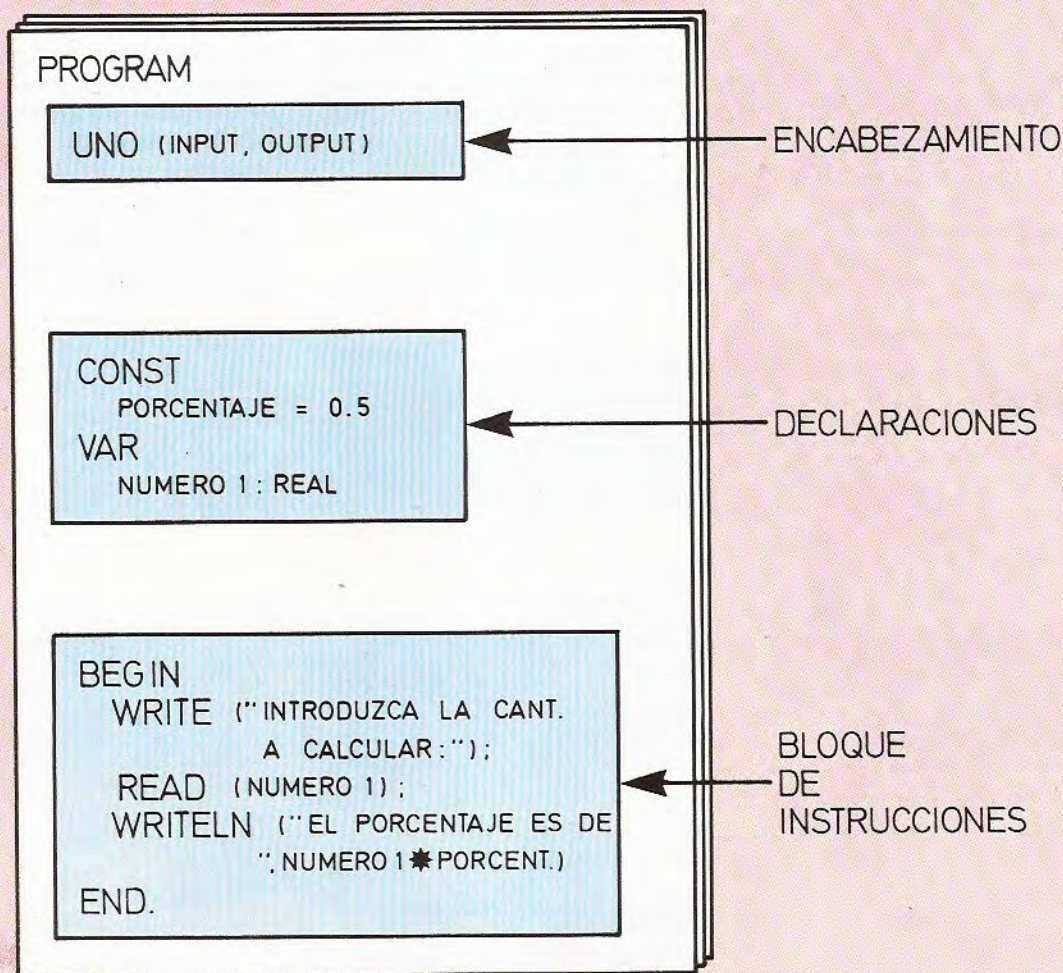 PROGRAM
UNO (INPUT, OUTPUT)
ENCABEZAMIENTO
CONST
PORCENTAJE = 0.5
VAR
NUMERO 1 : REAL
DECLARACIONES
BEGIN
WRITE ("INTRODUZCA LA CANT.
A CALCULAR:");
READ (NUMERO 1);
WRITELN ("EL PORCENTAJE ES DE
", NUMERO 1 * PORCENT.)
END.
BLOQUE
DE
INSTRUCCIONES